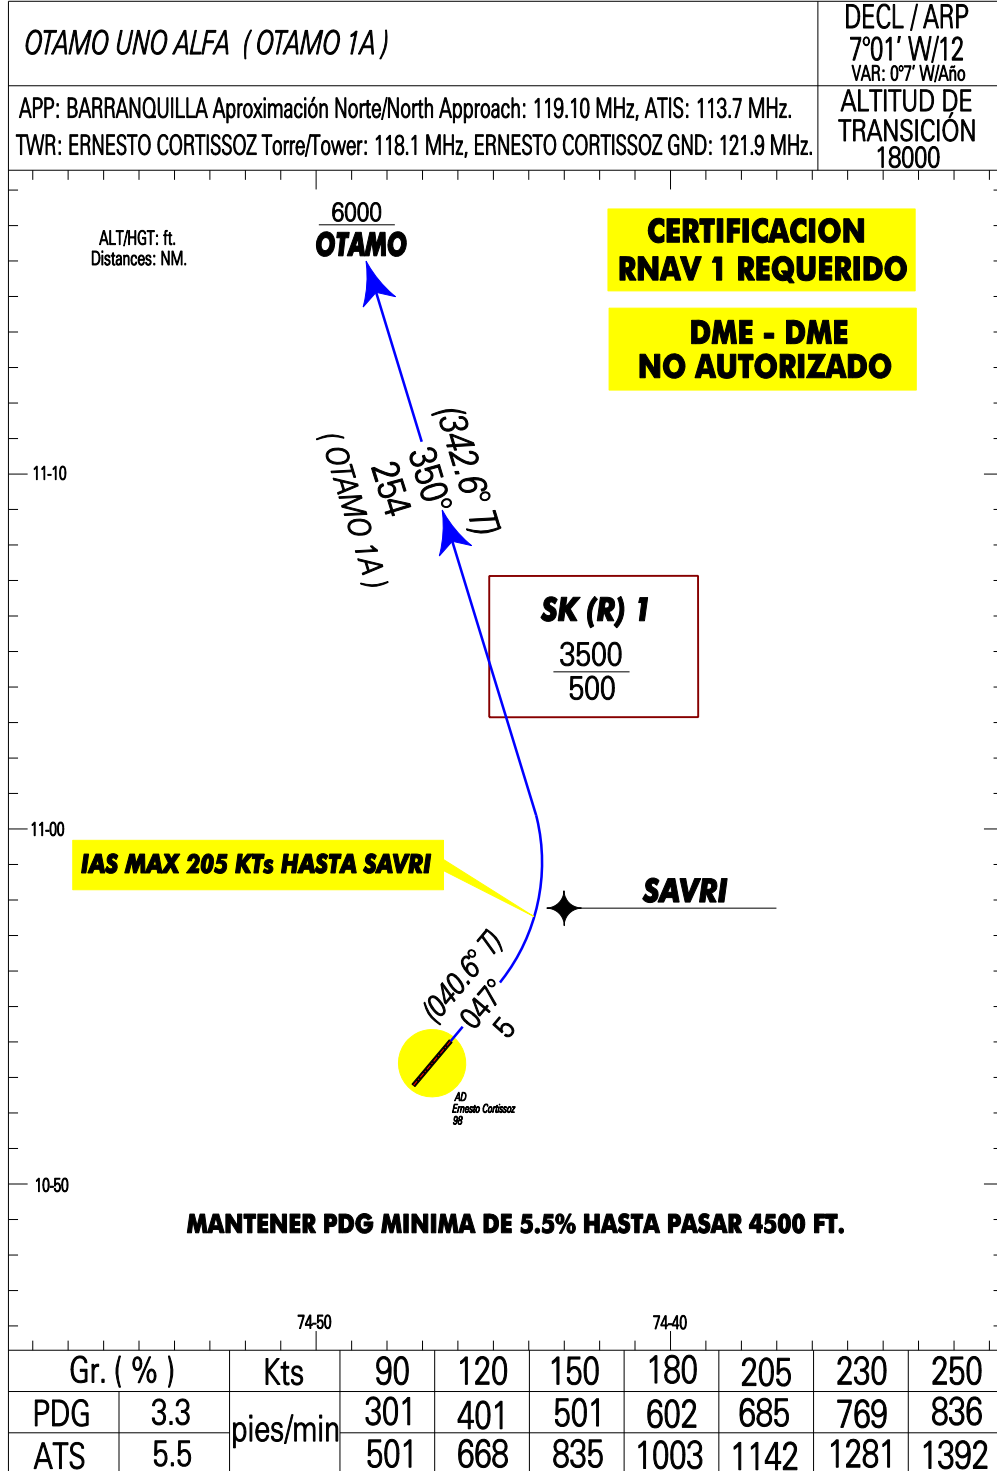 OTAMO UNO ALFA ( OTAMO 1A )
DECL / ARP
7°01' W/12
VAR: 0°7' W/Año
APP: BARRANQUILLA Aproximación Norte/North Approach: 119.10 MHz, ATIS: 113.7 MHz.
TWR: ERNESTO CORTISSOZ Torre/Tower: 118.1 MHz, ERNESTO CORTISSOZ GND: 121.9 MHz.
ALTITUD DE
TRANSICIÓN
18000
ALT/HGT: ft.
Distances: NM.
6000
OTAMO
CERTIFICACION
RNAV 1 REQUERIDO
DME - DME
NO AUTORIZADO
(342.6° T)
350°
254
( OTAMO 1A )
11-10
SK (R) 1
3500
500
11-00
IAS MAX 205 KTs HASTA SAVRI
SAVRI
(040.6° T)
047°
5
AD
Ernesto Cortissoz
98
10-50
MANTENER PDG MINIMA DE 5.5% HASTA PASAR 4500 FT.
74-50
74-40
Gr. ( % ) Kts 90 120 150 180 205 230 250
PDG 3.3 pies/min 301 401 501 602 685 769 836
ATS 5.5 501 668 835 1003 1142 1281 1392